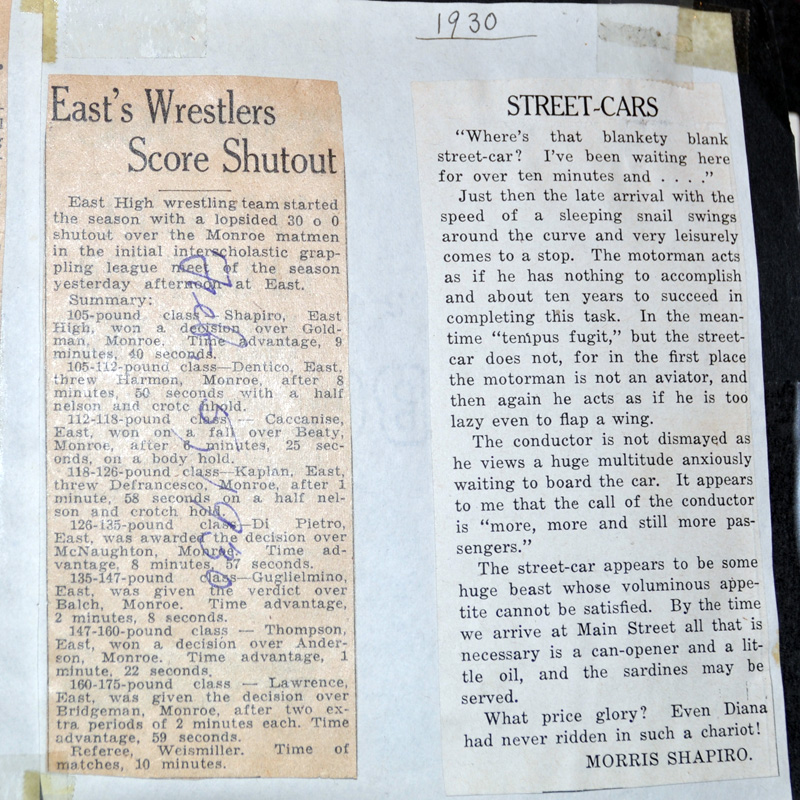 1930
East's Wrestlers
Score Shutout
East High wrestling team started
the season with a lopsided 30 o 0
shutout over the Monroe matmen
in the initial interscholastic grap-
pling league meet of the season
yesterday afternoon at East.
Summary:
105-pound class—Shapiro, East
High, won a decision over Gold-
man, Monroe. Time advantage, 9
minutes, 40 seconds.
105-112-pound class—Dentico, East,
threw Harmon, Monroe, after 8
minutes, 50 seconds with a half
nelson and crotc hhold.
112-118-pound class — Caccanise,
East, won on a fall over Beaty,
Monroe, after 6 minutes, 25 sec-
onds, on a body hold.
118-126-pound class—Kaplan, East,
threw Defrancesco, Monroe, after 1
minute, 58 seconds on a half nel-
son and crotch hold.
126-135-pound class—Di Pietro,
East, was awarded the decision over
McNaughton, Monroe. Time ad-
vantage, 8 minutes, 57 seconds.
135-147-pound class—Guglielmino,
East, was given the verdict over
Balch, Monroe. Time advantage,
2 minutes, 8 seconds.
147-160-pound class — Thompson,
East, won a decision over Ander-
son, Monroe. Time advantage, 1
minute, 22 seconds.
160-175-pound class — Lawrence,
East, was given the decision over
Bridgeman, Monroe, after two ex-
tra periods of 2 minutes each. Time
advantage, 59 seconds.
Referee, Weismiller. Time of
matches, 10 minutes.
STREET-CARS
"Where's that blankety blank
street-car? I've been waiting here
for over ten minutes and . . . ."
Just then the late arrival with the
speed of a sleeping snail swings
around the curve and very leisurely
comes to a stop. The motorman acts
as if he has nothing to accomplish
and about ten years to succeed in
completing this task. In the mean-
time "tempus fugit," but the street-
car does not, for in the first place
the motorman is not an aviator, and
then again he acts as if he is too
lazy even to flap a wing.
The conductor is not dismayed as
he views a huge multitude anxiously
waiting to board the car. It appears
to me that the call of the conductor
is "more, more and still more pas-
sengers."
The street-car appears to be some
huge beast whose voluminous appe-
tite cannot be satisfied. By the time
we arrive at Main Street all that is
necessary is a can-opener and a lit-
tle oil, and the sardines may be
served.
What price glory? Even Diana
had never ridden in such a chariot!
MORRIS SHAPIRO.